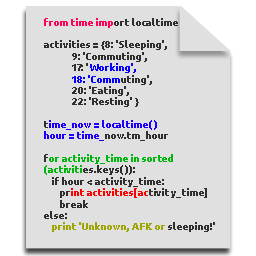 from time import localtime
activities = {8: 'Sleeping',
9: 'Commuting',
17: 'Working',
18: 'Commuting',
20: 'Eating',
22: 'Resting' }
time_now = localtime()
hour = time_now.tm_hour
for activity_time in sorted
(activities.keys()):
if hour < activity_time:
print activities[activity_time]
break
else:
print 'Unknown, AFK or sleeping!'